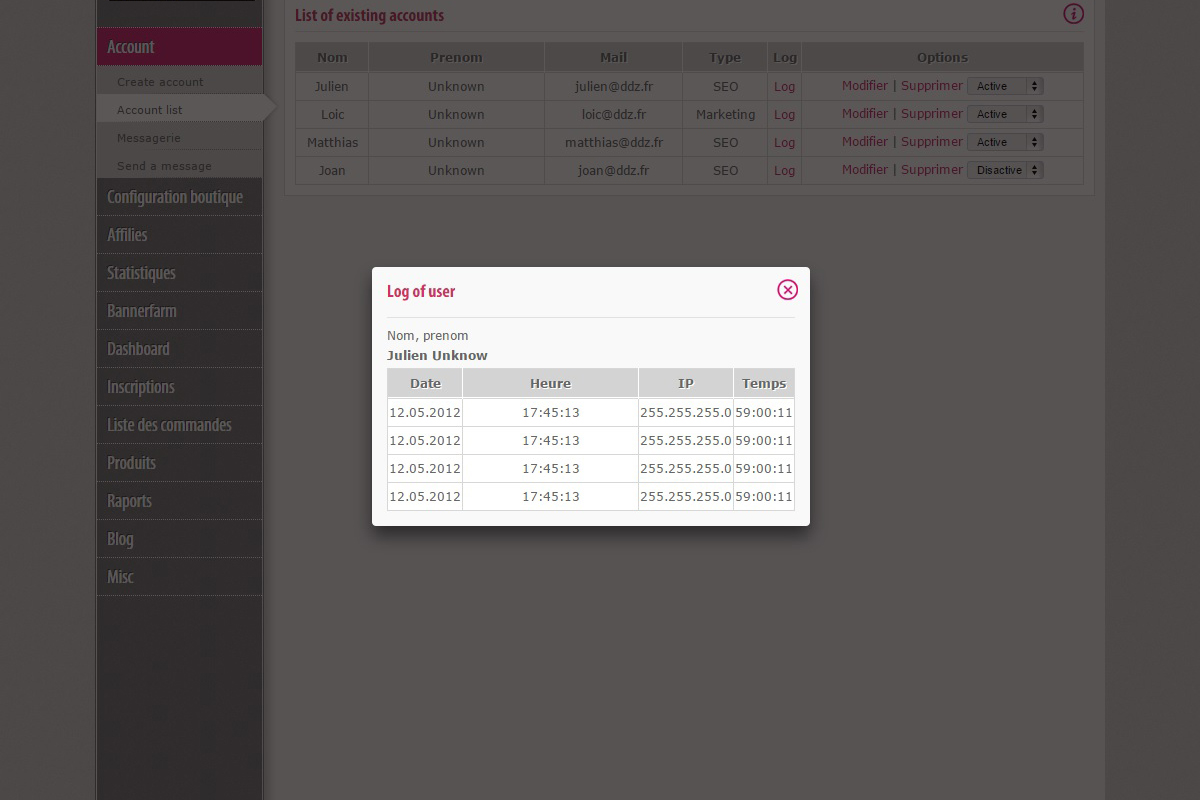 List of existing accounts
Account
Create account
Account list
Messagerie
Send a message
Configuration boutique
Affilies
Statistiques
Bannerfarm
Dashboard
Inscriptions
Liste des commandes
Produits
Raports
Blog
Misc
Nom Prenom Mail Type Log Options
Julien Unknown julien@ddz.fr SEO Log Modifier | Supprimer Active
Loic Unknown loic@ddz.fr Marketing Log Modifier | Supprimer Active
Matthias Unknown matthias@ddz.fr SEO Log Modifier | Supprimer Active
Joan Unknown joan@ddz.fr SEO Log Modifier | Supprimer Disactive
Log of user
Nom, prenom
Julien Unknow
Date Heure IP Temps
12.05.2012 17:45:13 255.255.255.0 59:00:11
12.05.2012 17:45:13 255.255.255.0 59:00:11
12.05.2012 17:45:13 255.255.255.0 59:00:11
12.05.2012 17:45:13 255.255.255.0 59:00:11